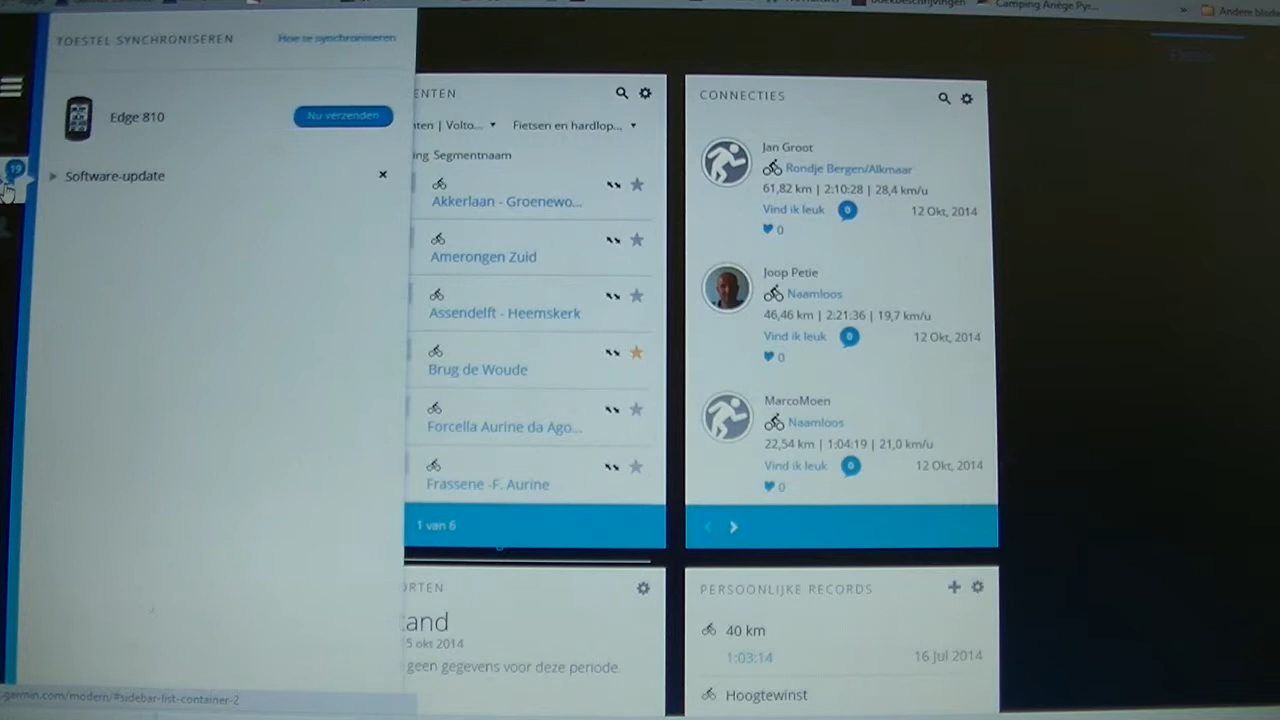 boekbeschrijvingen
Camping Ariège Pyr...
»
TOESTEL SYNCHRONISEREN
Hoe te synchroniseren
Edge 810
Nu verzenden
19
Software-update
×
ENTEN
nten | Volto...
Fietsen en hardlop...
ing Segmentnaam
Akkerlaan - Groenewo...
Amerongen Zuid
Assendelft - Heemskerk
Brug de Woude
Forcella Aurine da Ago...
Frassene -F. Aurine
1 van 6
CONNECTIES
Jan Groot
Rondje Bergen/Alkmaar
61,82 km | 2:10:28 | 28,4 km/u
Vind ik leuk 0 12 Okt, 2014
0
Joop Petie
Naamloos
46,46 km | 2:21:36 | 19,7 km/u
Vind ik leuk 0 12 Okt, 2014
0
MarcoMoen
Naamloos
22,54 km | 1:04:19 | 21,0 km/u
Vind ik leuk 0 12 Okt, 2014
0
ORTEN
tand
5 okt 2014
geen gegevens voor deze periode
PERSOONLIJKE RECORDS
40 km
1:03:14 16 Jul 2014
Hoogtewinst
.garmin.com/modern/#sidebar-list-container-2